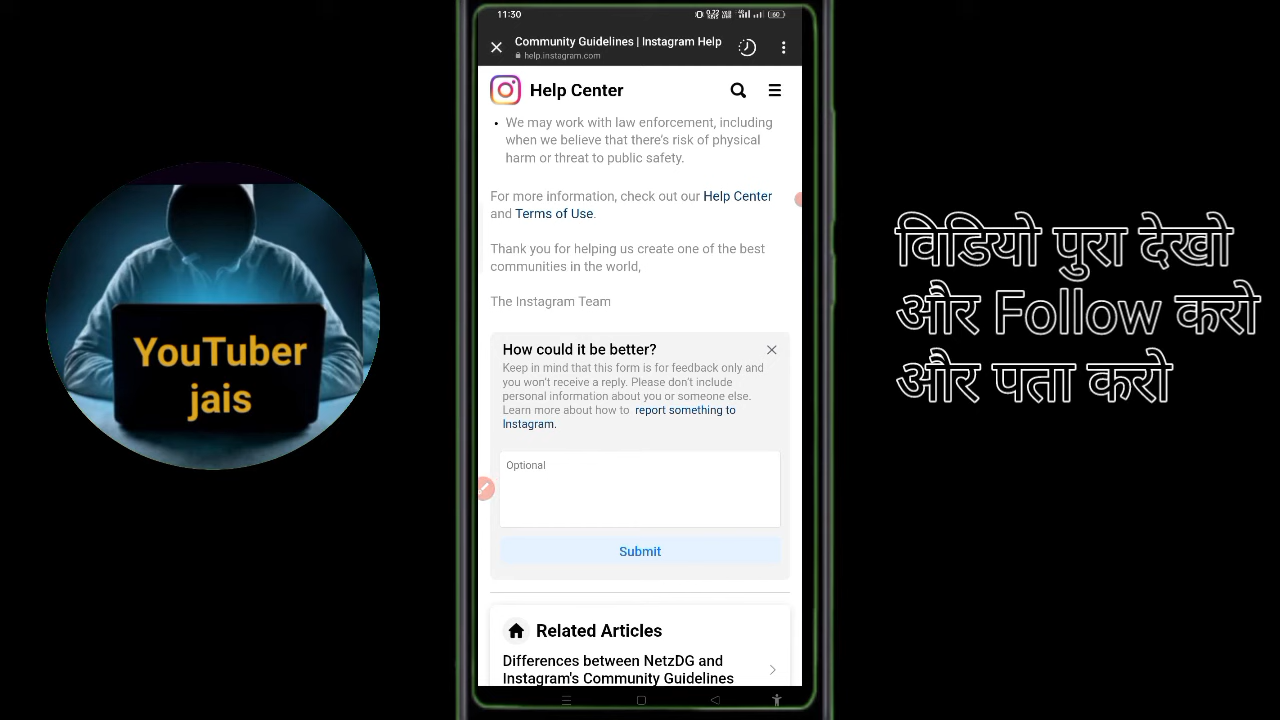 YouTuber
jais
11:30
0.22
60
Community Guidelines | Instagram Help
help.instagram.com
Help Center
• We may work with law enforcement, including
when we believe that there's risk of physical
harm or threat to public safety.
For more information, check out our Help Center
and Terms of Use.
Thank you for helping us create one of the best
communities in the world,
The Instagram Team
How could it be better?
Keep in mind that this form is for feedback only and
you won't receive a reply. Please don't include
personal information about you or someone else.
Learn more about how to report something to
Instagram.
Optional
Submit
Related Articles
Differences between NetzDG and
Instagram's Community Guidelines
विडियो पुरा देखो
और Follow करो
और पता करो